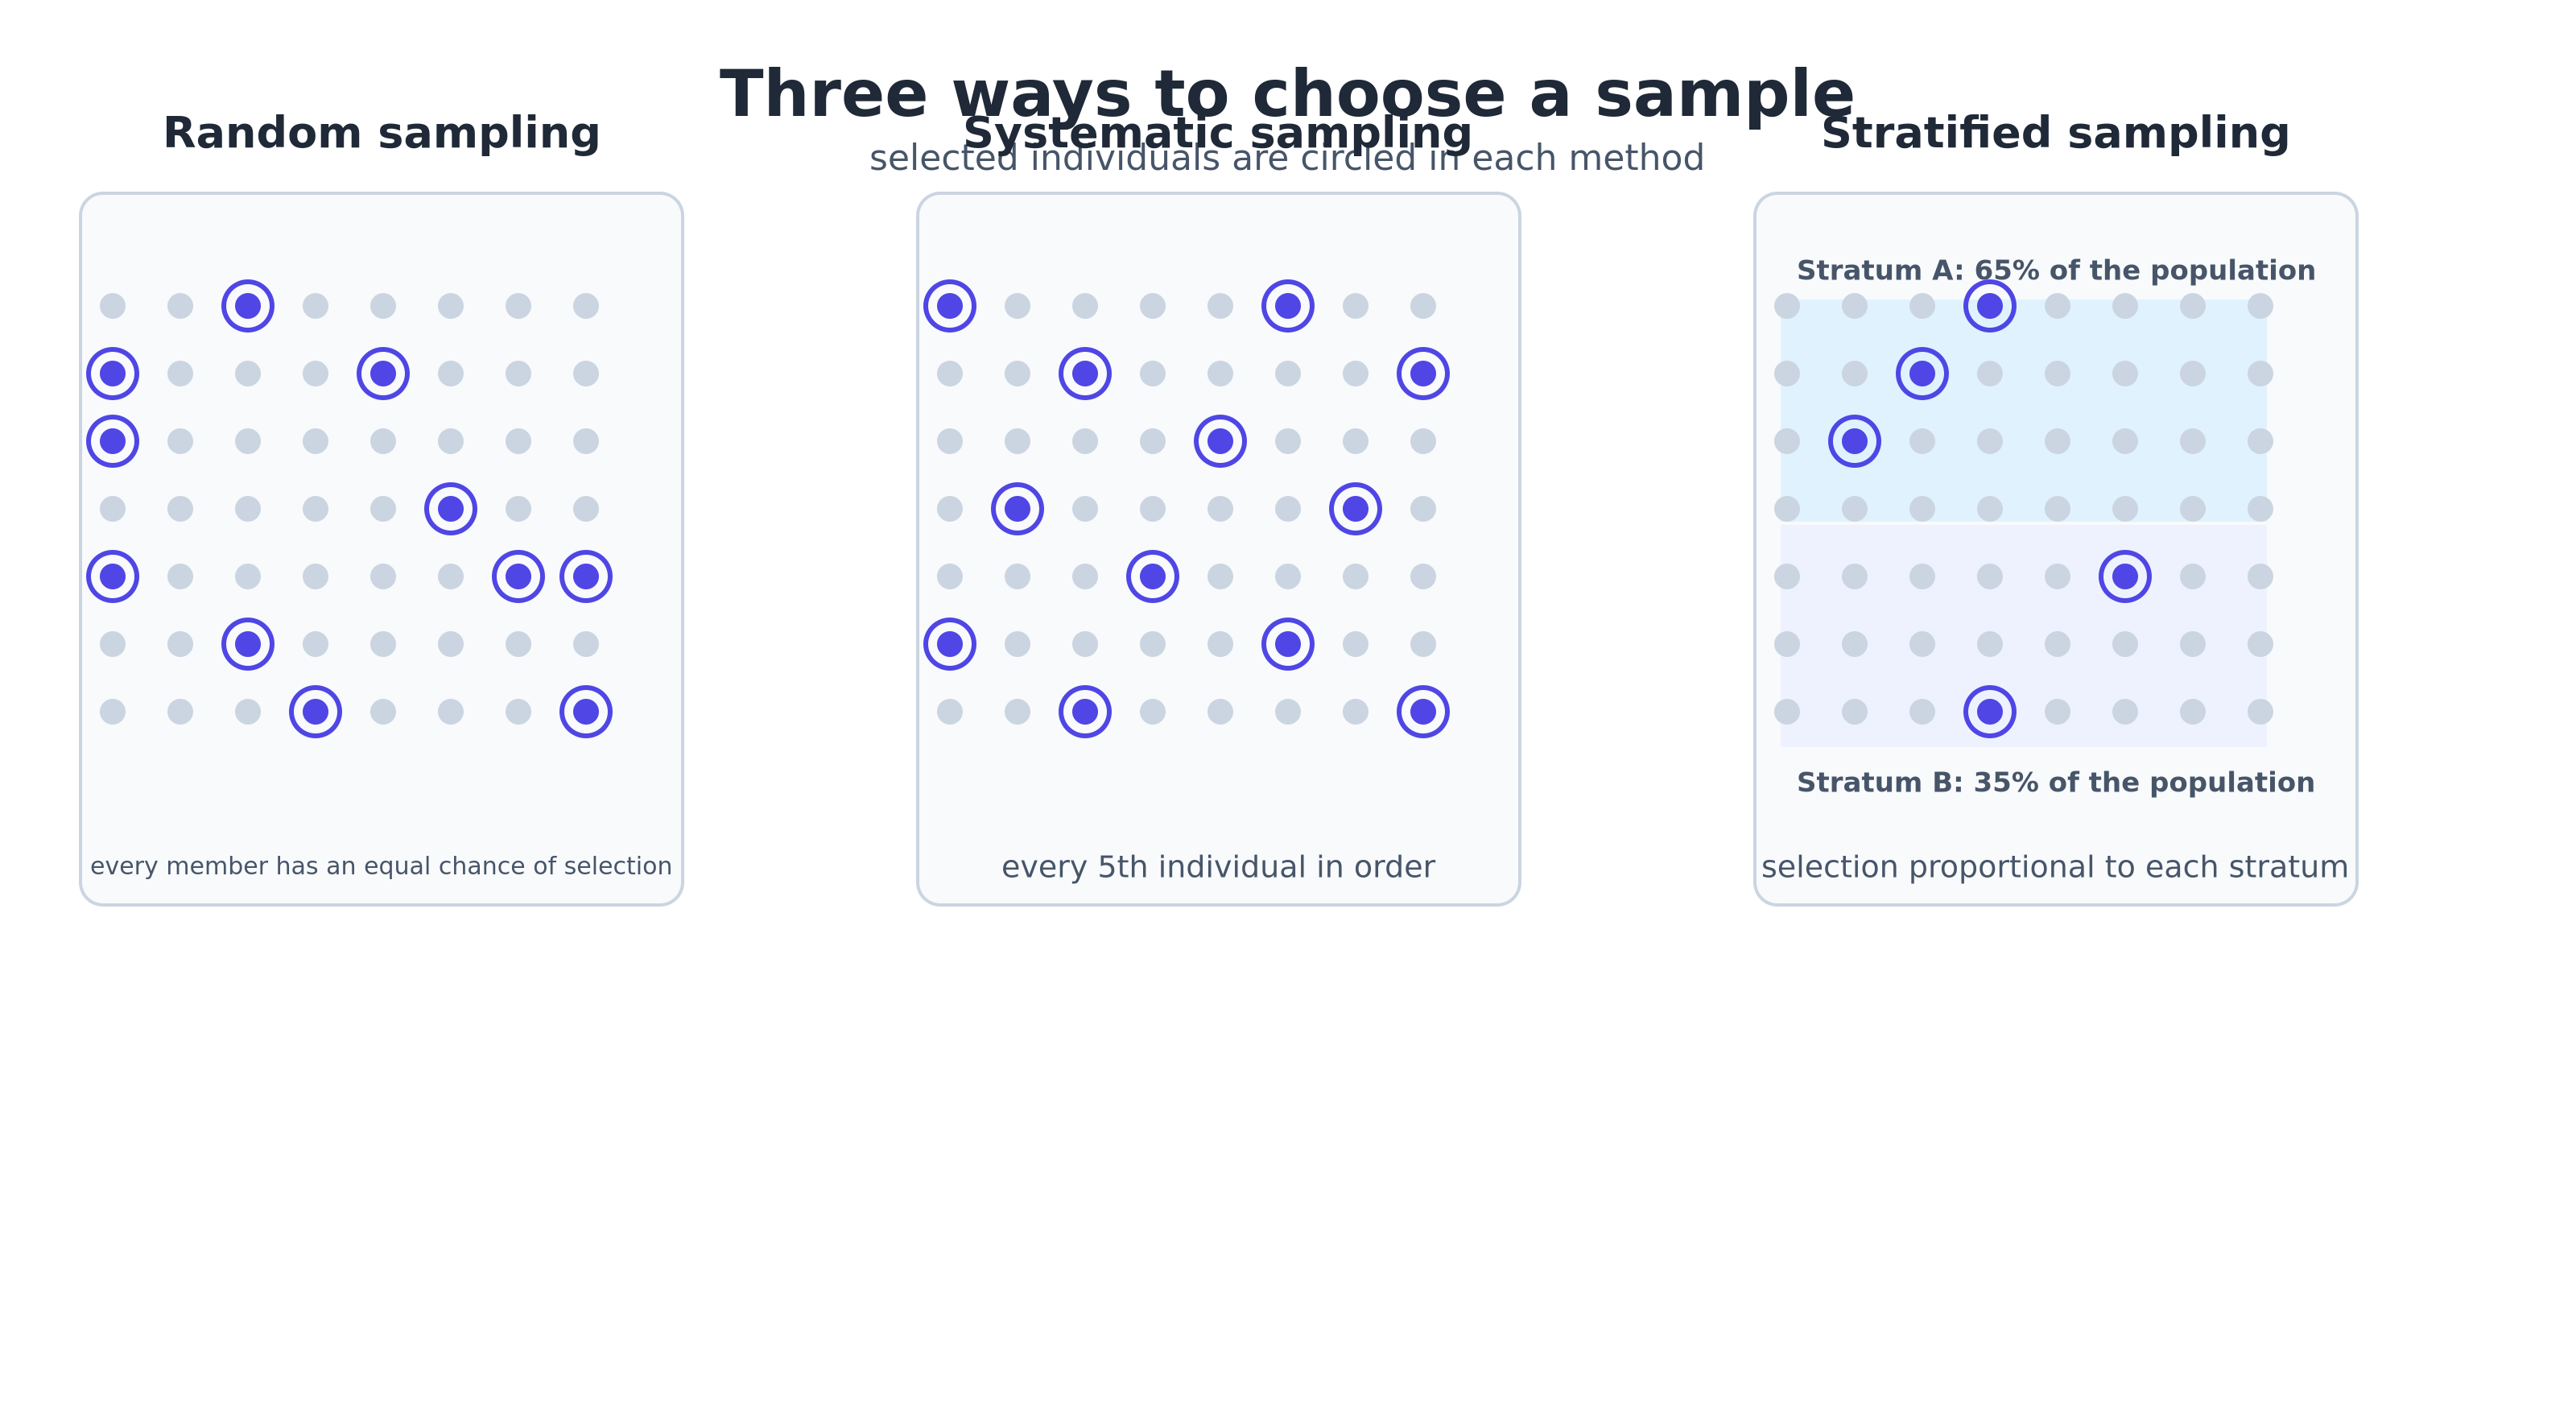 Three ways to choose a sample
selected individuals are circled in each method
Random sampling
every member has an equal chance of selection
Systematic sampling
every 5th individual in order
Stratified sampling
Stratum A: 65% of the population
Stratum B: 35% of the population
selection proportional to each stratum